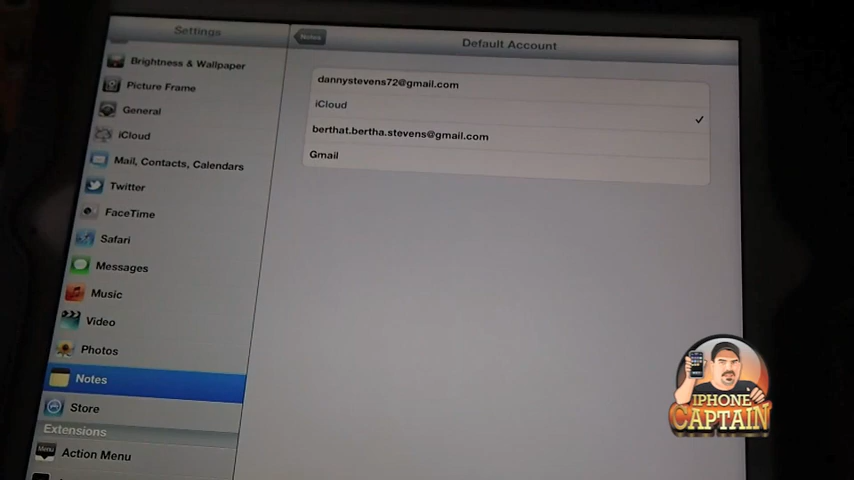 Settings
Brightness & Wallpaper
Picture Frame
General
iCloud
Mail, Contacts, Calendars
Twitter
FaceTime
Safari
Messages
Music
Video
Photos
Notes
Store
Extensions
Menu
Action Menu
Notes
Default Account
dannystevens72@gmail.com
iCloud
berthat.bertha.stevens@gmail.com
Gmail
IPHONE
CAPTAIN